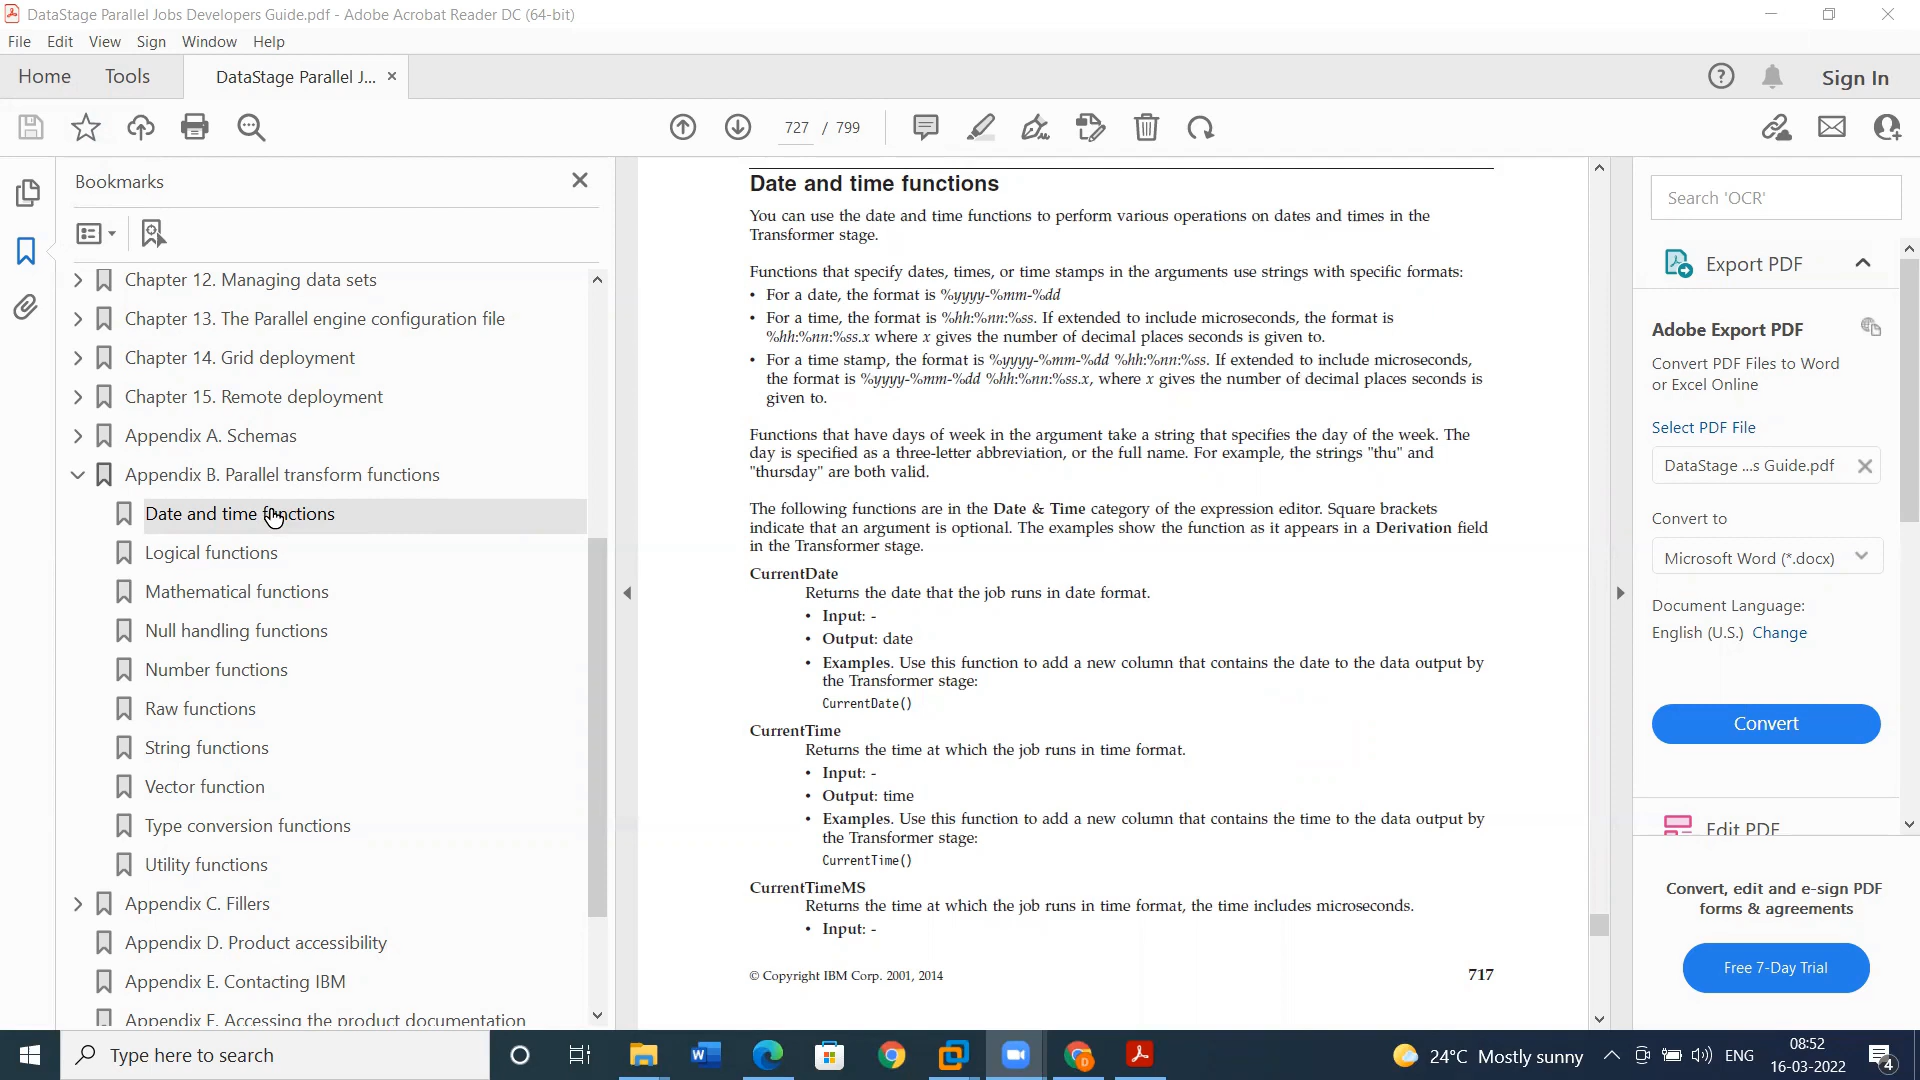 DataStage Parallel Jobs Developers Guide.pdf - Adobe Acrobat Reader DC (64-bit)
File Edit View Sign Window Help
Home Tools DataStage Parallel J... × Sign In
727 / 799
Bookmarks
Chapter 12. Managing data sets
Chapter 13. The Parallel engine configuration file
Chapter 14. Grid deployment
Chapter 15. Remote deployment
Appendix A. Schemas
Appendix B. Parallel transform functions
Date and time functions
Logical functions
Mathematical functions
Null handling functions
Number functions
Raw functions
String functions
Vector function
Type conversion functions
Utility functions
Appendix C. Fillers
Appendix D. Product accessibility
Appendix E. Contacting IBM
Appendix F. Accessing the product documentation
Date and time functions
You can use the date and time functions to perform various operations on dates and times in the
Transformer stage.
Functions that specify dates, times, or time stamps in the arguments use strings with specific formats:
• For a date, the format is %yyyy-%mm-%dd
• For a time, the format is %hh:%nn:%ss. If extended to include microseconds, the format is
%hh:%nn:%ss.x where x gives the number of decimal places seconds is given to.
• For a time stamp, the format is %yyyy-%mm-%dd %hh:%nn:%ss. If extended to include microseconds,
the format is %yyyy-%mm-%dd %hh:%nn:%ss.x, where x gives the number of decimal places seconds is
given to.
Functions that have days of week in the argument take a string that specifies the day of the week. The
day is specified as a three-letter abbreviation, or the full name. For example, the strings "thu" and
"thursday" are both valid.
The following functions are in the Date & Time category of the expression editor. Square brackets
indicate that an argument is optional. The examples show the function as it appears in a Derivation field
in the Transformer stage.
CurrentDate
Returns the date that the job runs in date format.
• Input: -
• Output: date
• Examples. Use this function to add a new column that contains the date to the data output by
the Transformer stage:
CurrentDate()
CurrentTime
Returns the time at which the job runs in time format.
• Input: -
• Output: time
• Examples. Use this function to add a new column that contains the time to the data output by
the Transformer stage:
CurrentTime()
CurrentTimeMS
Returns the time at which the job runs in time format, the time includes microseconds.
• Input: -
© Copyright IBM Corp. 2001, 2014 717
Search 'OCR'
Export PDF
Adobe Export PDF
Convert PDF Files to Word
or Excel Online
Select PDF File
DataStage ...s Guide.pdf
Convert to
Microsoft Word (*.docx)
Document Language:
English (U.S.) Change
Convert
Edit PDF
Convert, edit and e-sign PDF
forms & agreements
Free 7-Day Trial
Type here to search
24°C Mostly sunny ENG
08:52
16-03-2022
4